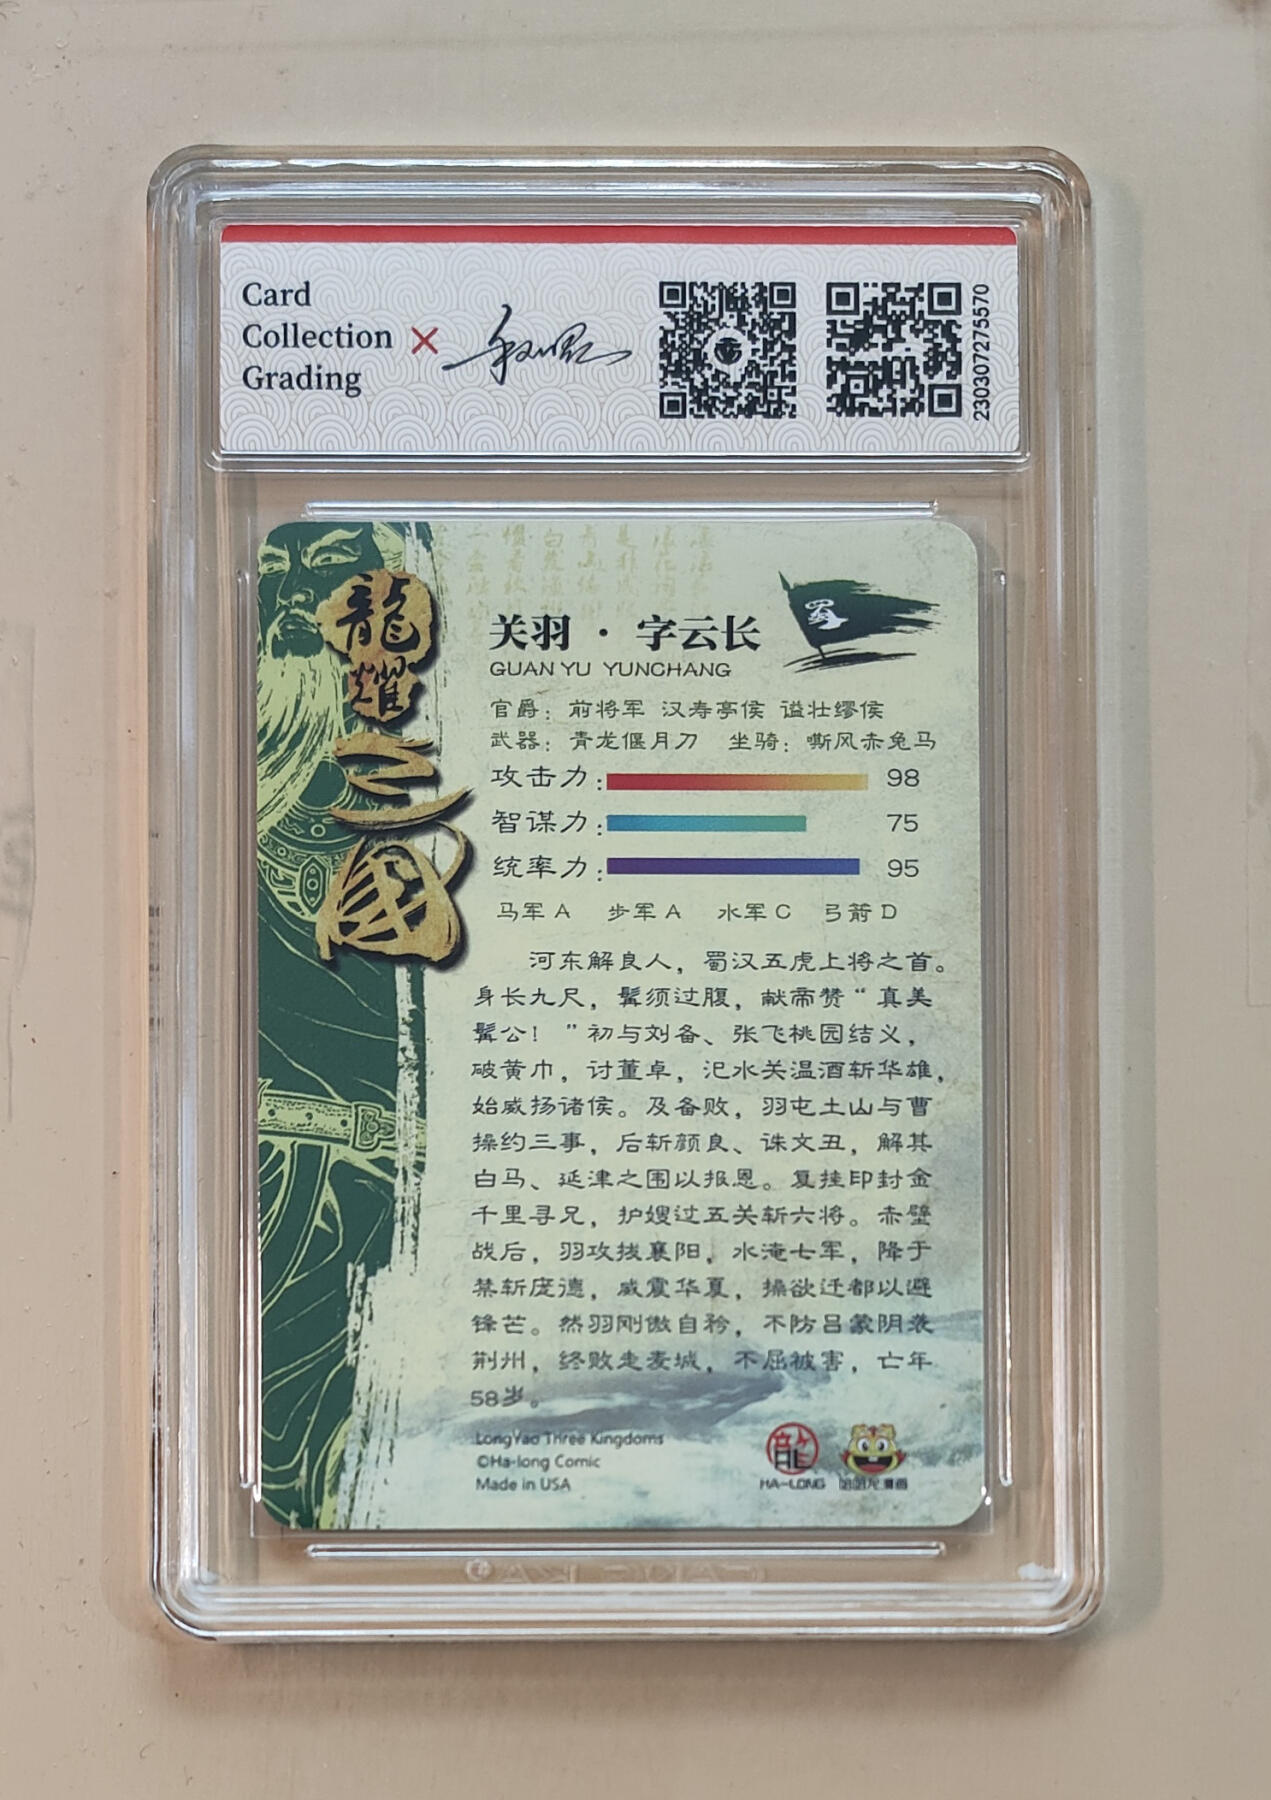 Card
Collection
Grading
×
2303072755​70
龍耀三國
蜀
关羽 · 字云长
GUAN YU YUNCHANG
官爵：前将军 汉寿亭侯 谥壮缪侯
武器：青龙偃月刀 坐骑：嘶风赤兔马
攻击力: 98
智谋力: 75
统率力: 95
马军 A 步军 A 水军 C 弓箭 D
河东解良人，蜀汉五虎上将之首。
身长九尺，髯须过腹，献帝赞“真美
髯公！”初与刘备、张飞桃园结义，
破黄巾，讨董卓，汜水关温酒斩华雄，
始威扬诸侯。及备败，羽屯土山与曹
操约三事，后斩颜良、诛文丑，解其
白马、延津之围以报恩。复挂印封金
千里寻兄，护嫂过五关斩六将。赤壁
战后，羽攻拔襄阳，水淹七军，降于
禁斩庞德，威震华夏，操欲迁都以避
锋芒。然羽刚傲自矜，不防吕蒙阴袭
荆州，终败走麦城，不屈被害，亡年
58岁。
LongYao Three Kingdoms
©Ha-long Comic
Made in USA
HA-LONG 哈哈龙漫画